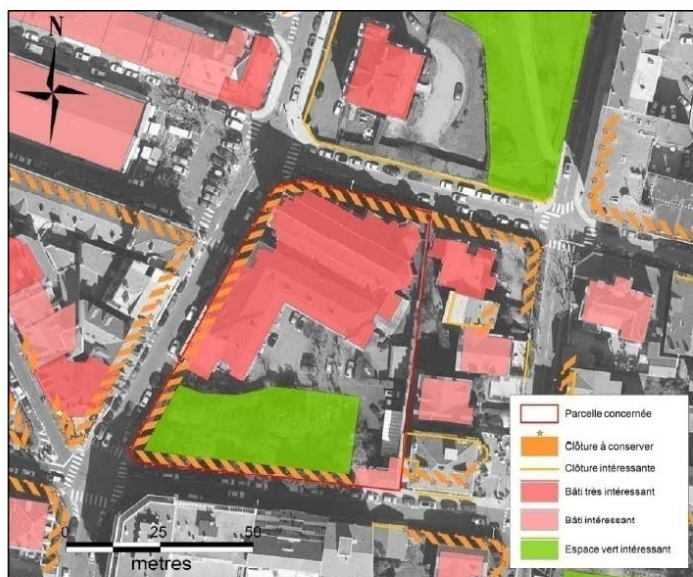 N
Parcelle concernée
*
Clôture à conserver
Clôture intéressante
Bâti très intéressant
Bâti intéressant
Espace vert intéressant
0 25 50
metres